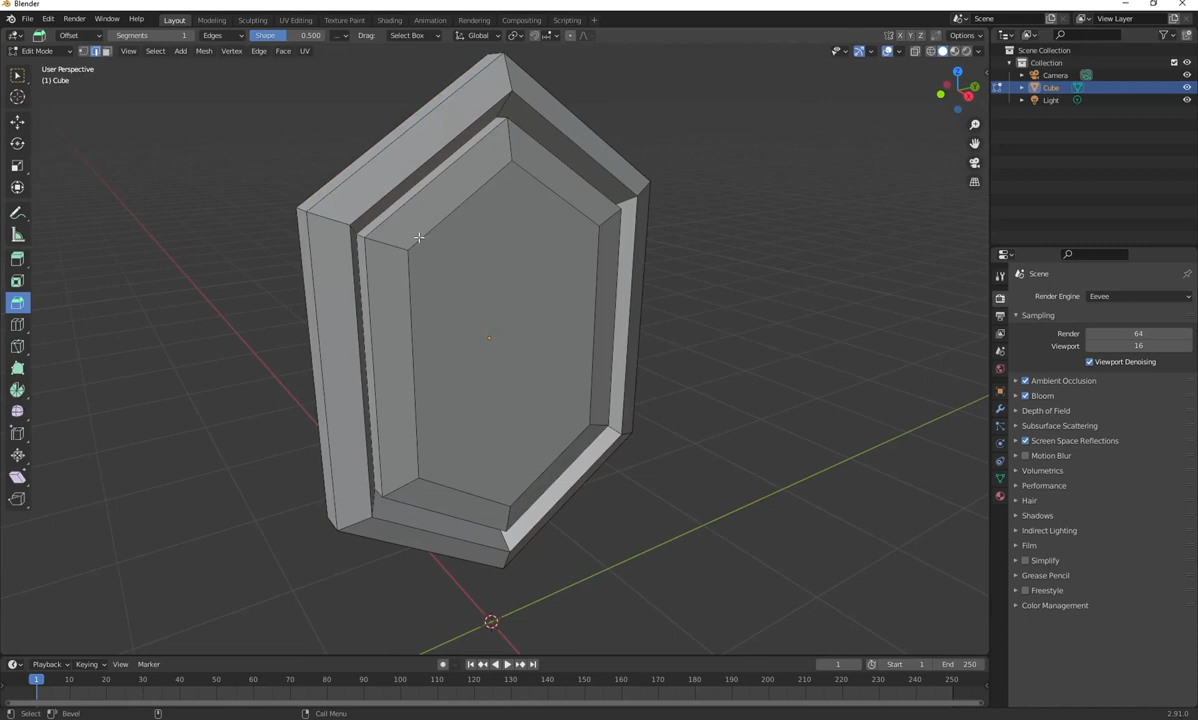 Blender
File Edit Render Window Help Layout Modeling Sculpting UV Editing Texture Paint Shading Animation Rendering Compositing Scripting + Scene View Layer
Offset Segments 1 Edges Shape 0.500 ... Drag: Select Box Global X Y Z Options
Edit Mode View Select Add Mesh Vertex Edge Face UV
User Perspective
(1) Cube
Z
Y
X
Scene Collection
Collection
Camera
Cube
Light
Scene
Render Engine Eevee
Sampling
Render 64
Viewport 16
Viewport Denoising
Ambient Occlusion
Bloom
Depth of Field
Subsurface Scattering
Screen Space Reflections
Motion Blur
Volumetrics
Performance
Hair
Shadows
Indirect Lighting
Film
Simplify
Grease Pencil
Freestyle
Color Management
Playback Keying View Marker 1 Start 1 End 250
1 10 20 30 40 50 60 70 80 90 100 110 120 130 140 150 160 170 180 190 200 210 220 230 240 250
Select Bevel Call Menu 2.91.0